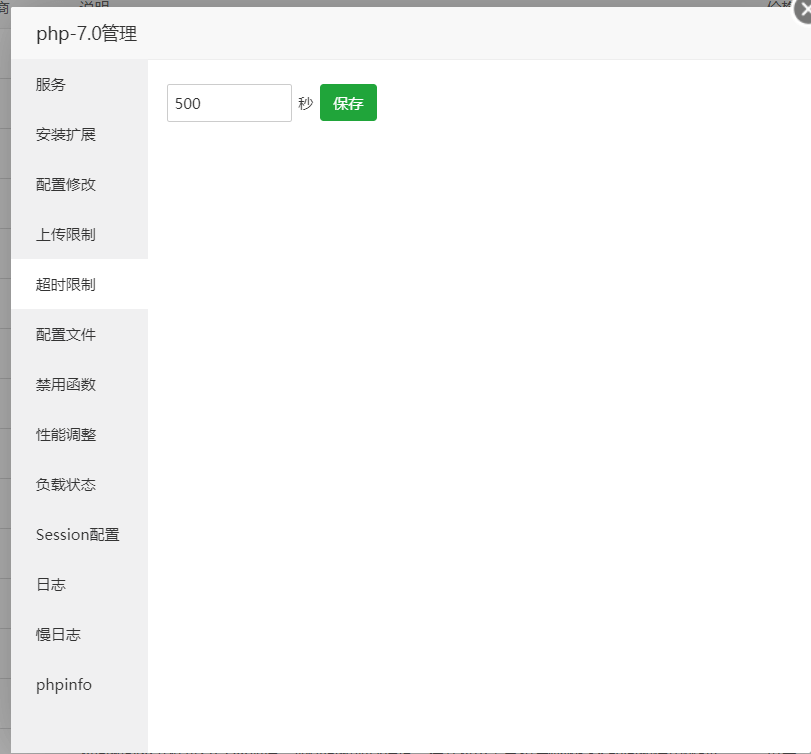 php-7.0管理
服务
500 秒 保存
安装扩展
配置修改
上传限制
超时限制
配置文件
禁用函数
性能调整
负载状态
Session配置
日志
慢日志
phpinfo